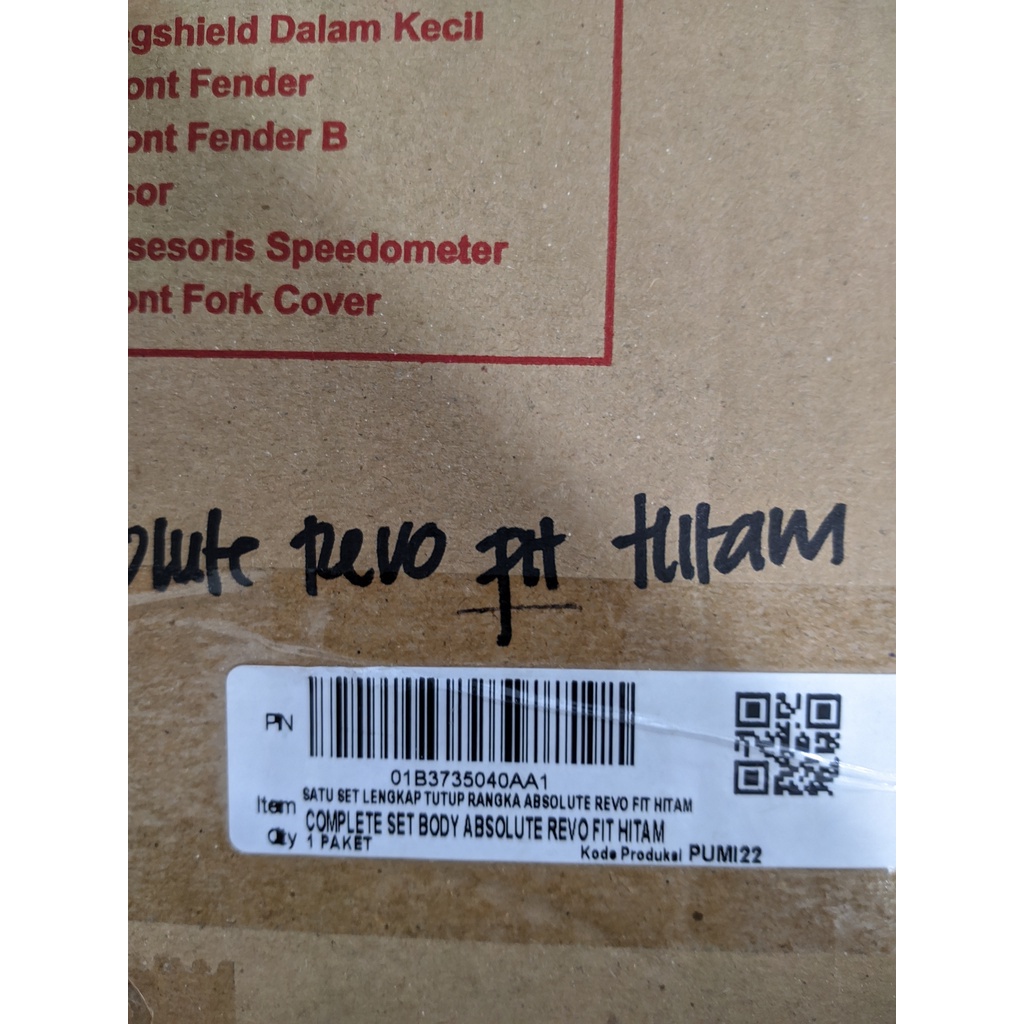 egshield Dalam Kecil
ont Fender
ont Fender B
sor
sesoris Speedometer
ont Fork Cover
olute Revo Fit Hitam
PN
01B3735040AA1
Item SATU SET LENGKAP TUTUP RANGKA ABSOLUTE REVO FIT HITAM
COMPLETE SET BODY ABSOLUTE REVO FIT HITAM
Qty 1 PAKET
Kode Produksi PUMI22